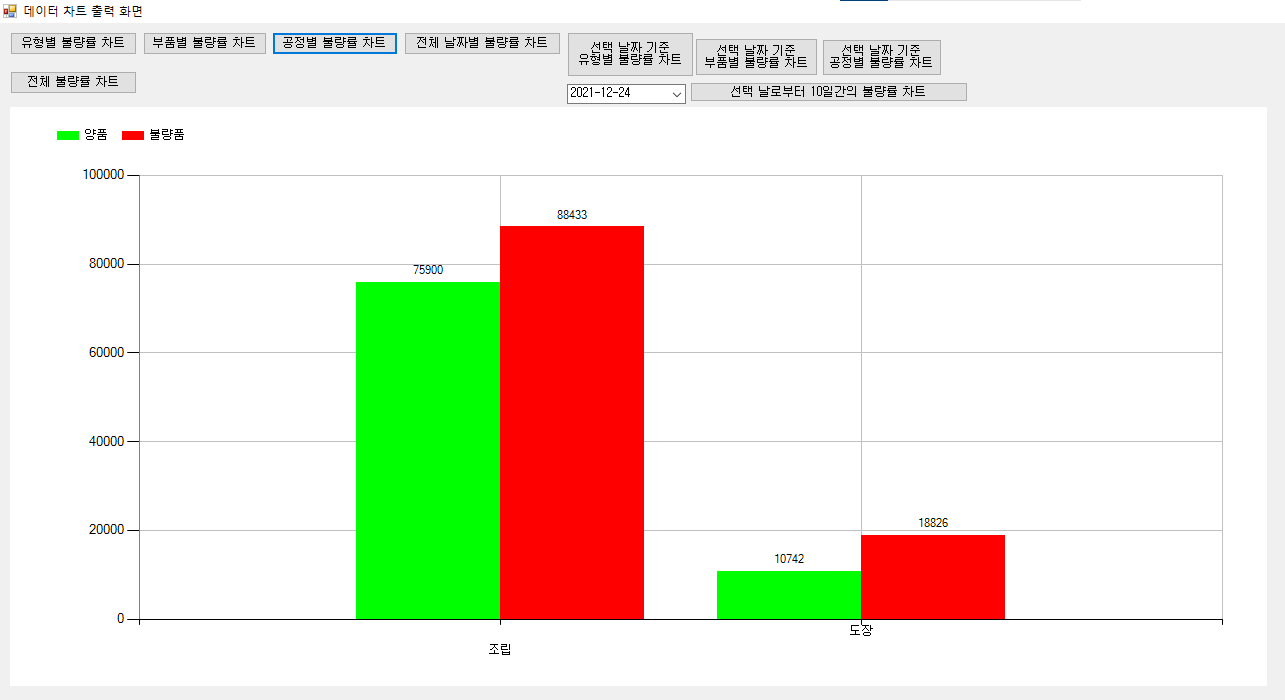 데이터 차트 출력 화면
유형별 불량률 차트
부품별 불량률 차트
공정별 불량률 차트
전체 날짜별 불량률 차트
선택 날짜 기준
유형별 불량률 차트
선택 날짜 기준
부품별 불량률 차트
선택 날짜 기준
공정별 불량률 차트
전체 불량률 차트
2021-12-24
선택 날로부터 10일간의 불량률 차트
양품
불량품
100000
80000
60000
40000
20000
0
75900
88433
10742
18826
조립
도장